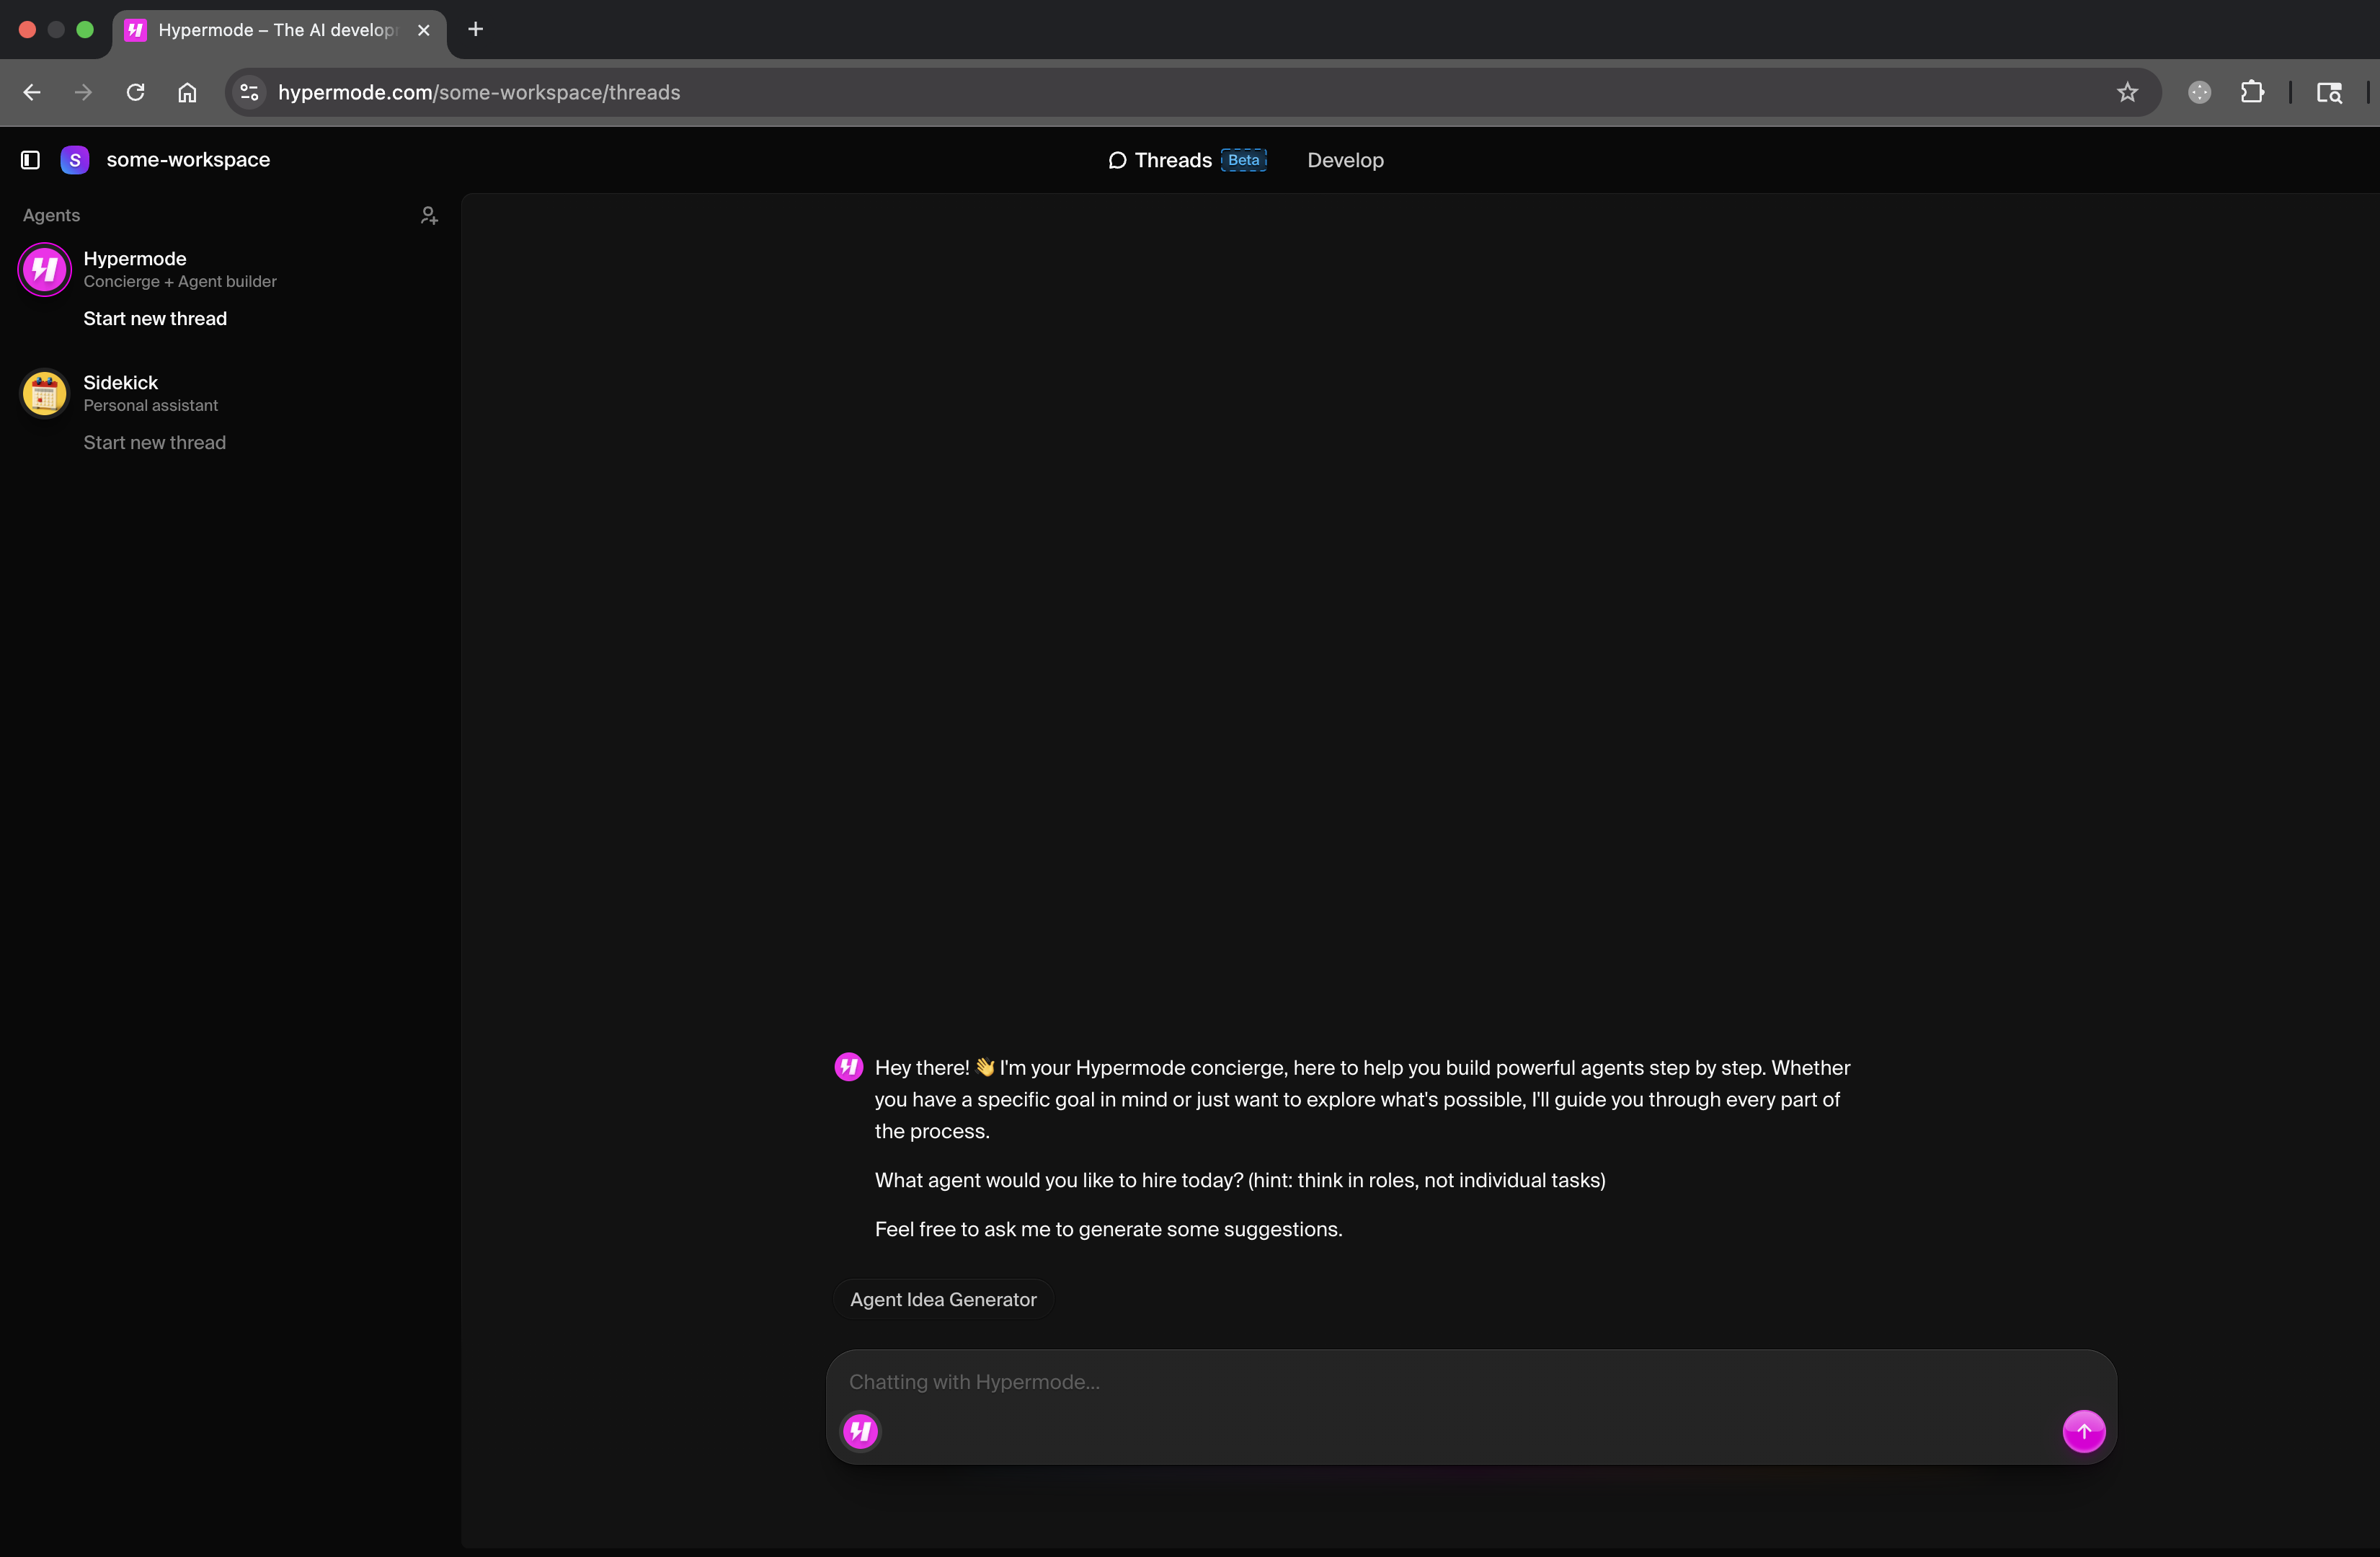 Hypermode – The AI develop
hypermode.com/some-workspace/threads
S some-workspace
Threads Beta Develop
Agents
Hypermode
Concierge + Agent builder
Start new thread
Sidekick
Personal assistant
Start new thread
Hey there! 👋 I'm your Hypermode concierge, here to help you build powerful agents step by step. Whether
you have a specific goal in mind or just want to explore what's possible, I'll guide you through every part of
the process.
What agent would you like to hire today? (hint: think in roles, not individual tasks)
Feel free to ask me to generate some suggestions.
Agent Idea Generator
Chatting with Hypermode...